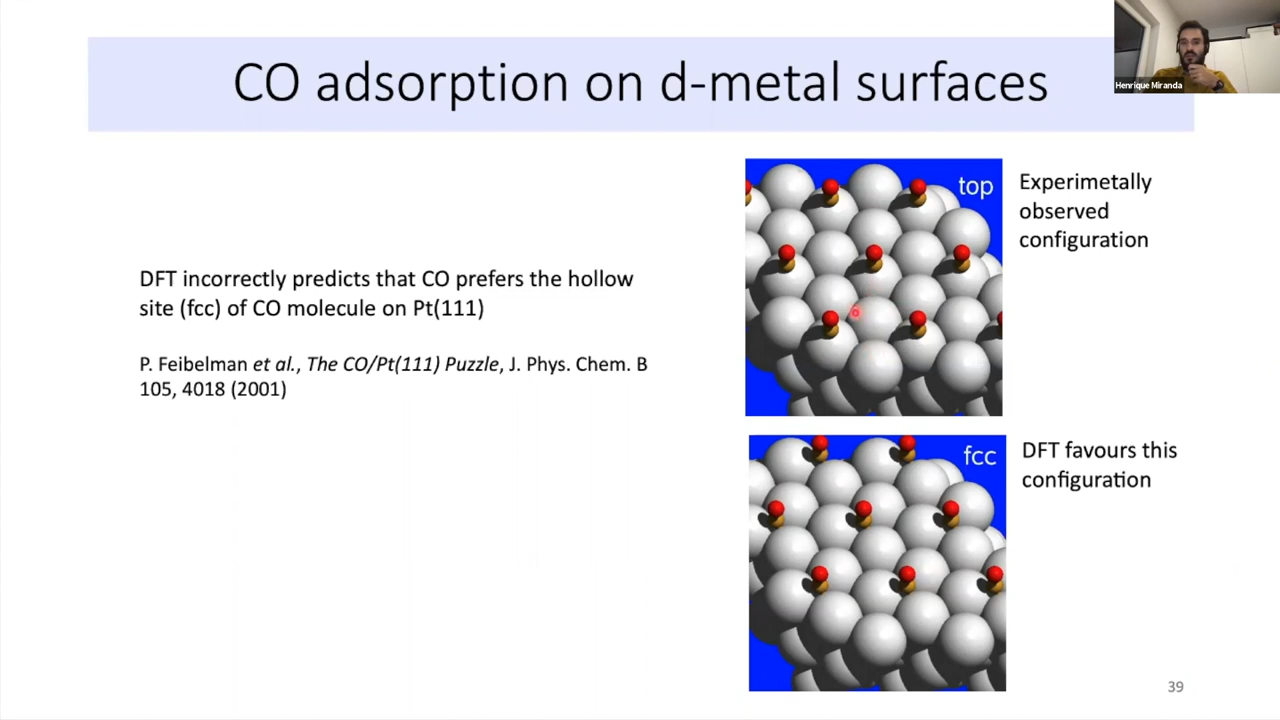 CO adsorption on d-metal surfaces
Henrique Miranda
DFT incorrectly predicts that CO prefers the hollow
site (fcc) of CO molecule on Pt(111)
P. Feibelman et al., The CO/Pt(111) Puzzle, J. Phys. Chem. B
105, 4018 (2001)
top
Experimetally
observed
configuration
fcc
DFT favours this
configuration
39